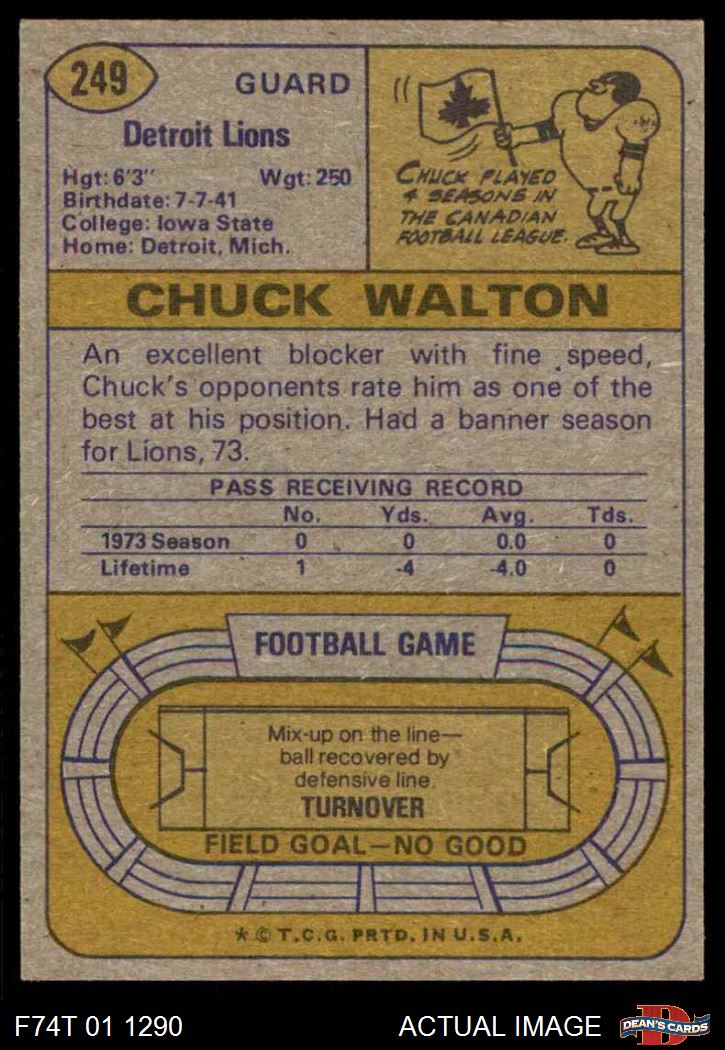 249
GUARD
Detroit Lions
Hgt: 6'3" Wgt: 250
Birthdate: 7-7-41
College: Iowa State
Home: Detroit, Mich.
CHUCK PLAYED
4 SEASONS IN
THE CANADIAN
FOOTBALL LEAGUE.
CHUCK WALTON
An excellent blocker with fine speed,
Chuck's opponents rate him as one of the
best at his position. Had a banner season
for Lions, 73.
PASS RECEIVING RECORD
No. Yds. Avg. Tds.
1973 Season 0 0 0.0 0
Lifetime 1 -4 -4.0 0
FOOTBALL GAME
Mix-up on the line—
ball recovered by
defensive line.
TURNOVER
FIELD GOAL—NO GOOD
* © T.C.G. PRTD. IN U.S.A.
F74T 01 1290 ACTUAL IMAGE
D
DEAN'S CARDS